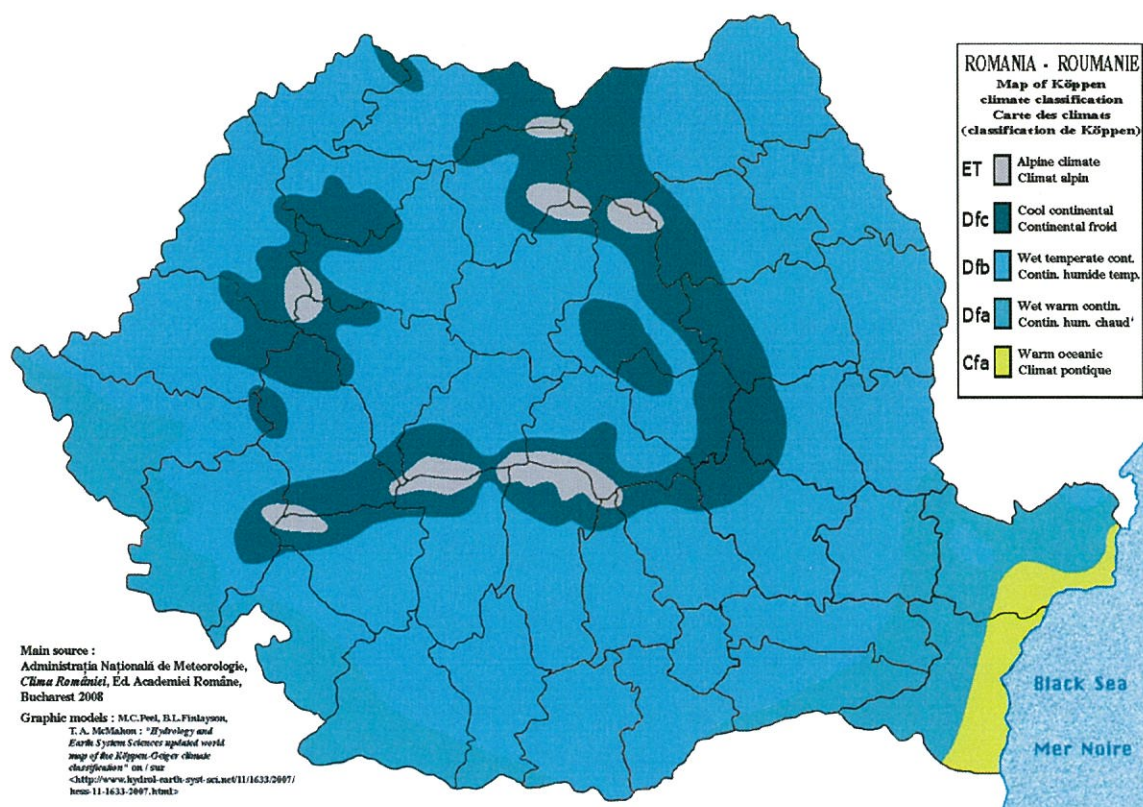 ROMANIA - ROUMANIE
Map of Köppen
climate classification
Carte des climats
(classification de Köppen)
ET
Alpine climate
Climat alpin
Dfc
Cool continental
Continental froid
Dfb
Wet temperate cont.
Contin. humide temp.
Dfa
Wet warm contin.
Contin. hum. chaud'
Cfa
Warm oceanic
Climat pontique
Main source :
Administrația Națională de Meteorologie,
Clima României, Ed. Academiei Române,
Bucharest 2008
Graphic models : M.C.Peel, B.L.Finlayson,
T. A. McMahon : "Hydrology and
Earth System Sciences updated world
map of the Köppen-Geiger climate
classification" on / sur
<http://www.hydrol-earth-syst-sci.net/11/1633/2007/
hess-11-1633-2007.html>
Black Sea
Mer Noire